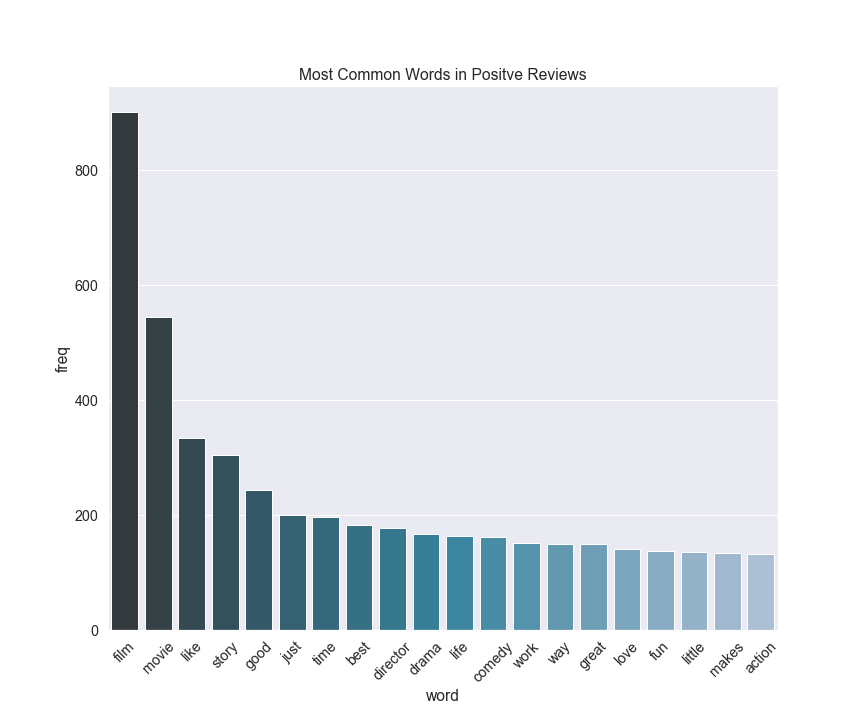 Most Common Words in Positve Reviews
800
600
400
200
0
freq
film
movie
like
story
good
just
time
best
director
drama
life
comedy
work
way
great
love
fun
little
makes
action
word